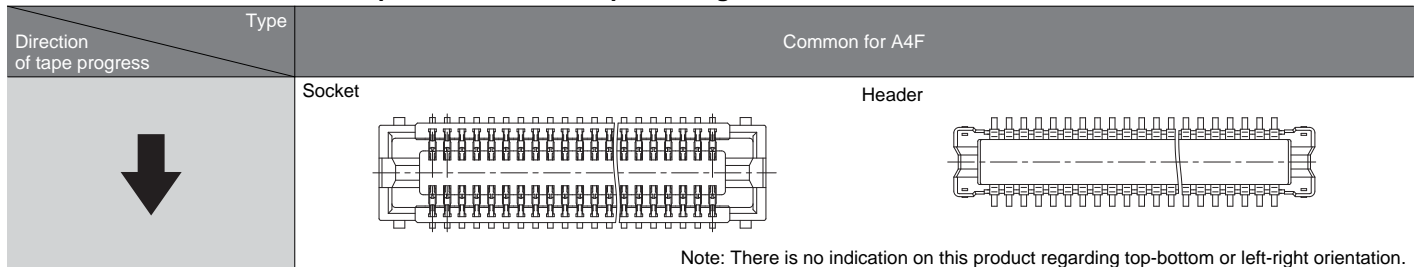 Type
Direction
of tape progress
Common for A4F
Socket
Header
Note: There is no indication on this product regarding top-bottom or left-right orientation.